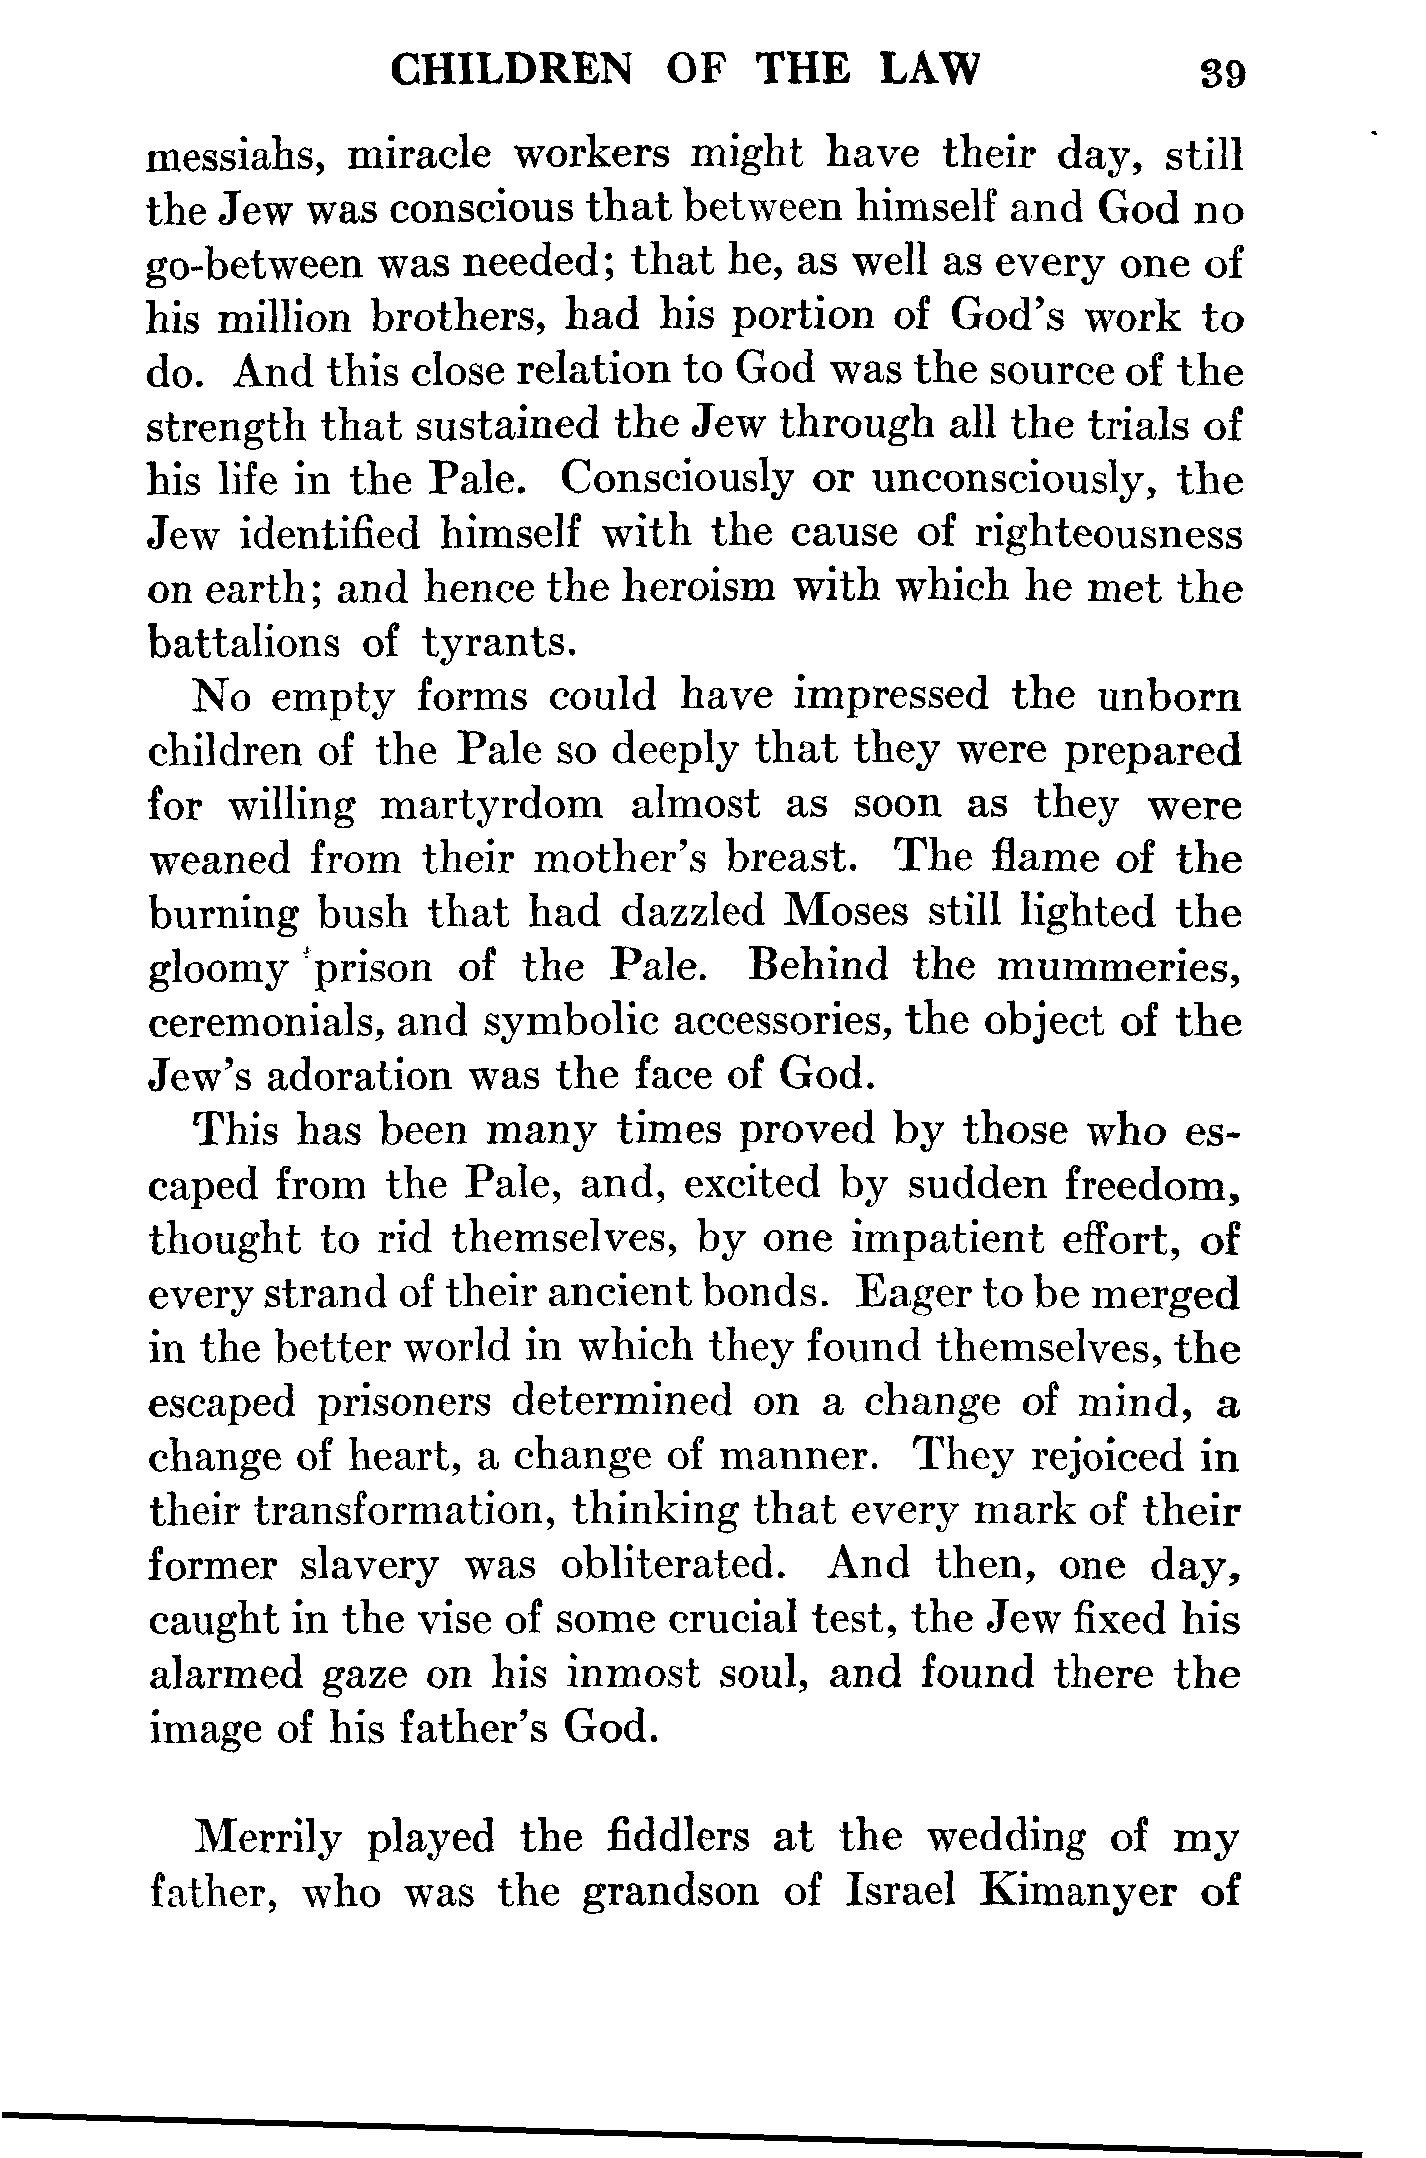 CHILDREN OF THE LAW 39
messiahs, miracle workers might have their day, still
the Jew was conscious that between himself and God no
go-between was needed; that he, as well as every one of
his million brothers, had his portion of God's work to
do. And this close relation to God was the source of the
strength that sustained the Jew through all the trials of
his life in the Pale. Consciously or unconsciously, the
Jew identified himself with the cause of righteousness
on earth; and hence the heroism with which he met the
battalions of tyrants.
No empty forms could have impressed the unborn
children of the Pale so deeply that they were prepared
for willing martyrdom almost as soon as they were
weaned from their mother's breast. The flame of the
burning bush that had dazzled Moses still lighted the
gloomy prison of the Pale. Behind the mummeries,
ceremonials, and symbolic accessories, the object of the
Jew's adoration was the face of God.
This has been many times proved by those who es-
caped from the Pale, and, excited by sudden freedom,
thought to rid themselves, by one impatient effort, of
every strand of their ancient bonds. Eager to be merged
in the better world in which they found themselves, the
escaped prisoners determined on a change of mind, a
change of heart, a change of manner. They rejoiced in
their transformation, thinking that every mark of their
former slavery was obliterated. And then, one day,
caught in the vise of some crucial test, the Jew fixed his
alarmed gaze on his inmost soul, and found there the
image of his father's God.
Merrily played the fiddlers at the wedding of my
father, who was the grandson of Israel Kimanyer of